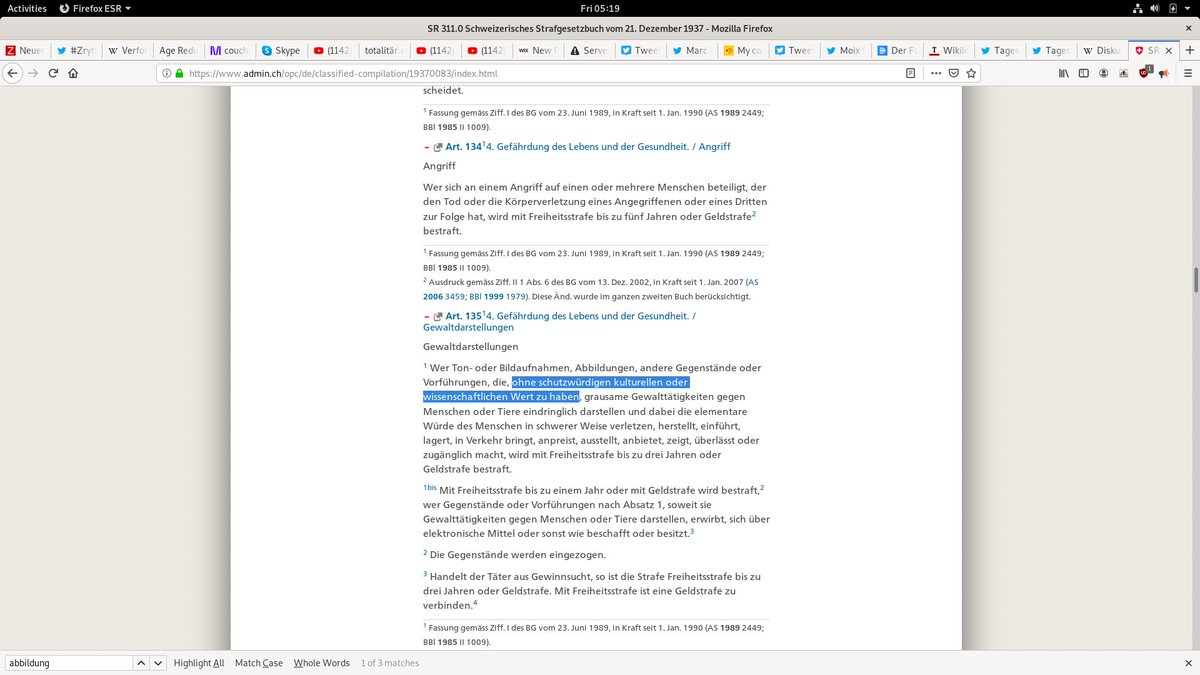 Activities Firefox ESR Fri 05:19
SR 311.0 Schweizerisches Strafgesetzbuch vom 21. Dezember 1937 - Mozilla Firefox
Neue #Zryt Verfo Age Redu couch Skype (1142 totalitär (1142 (1142 New Serve Twee Marc My co Twee Moix S Der F Wikile Tages Tages Disku SR
https://www.admin.ch/opc/de/classified-compilation/19370083/index.html
scheidet.
1 Fassung gemäss Ziff. I des BG vom 23. Juni 1989, in Kraft seit 1. Jan. 1990 (AS 1989 2449;
BBl 1985 II 1009).
Art. 134 1 4. Gefährdung des Lebens und der Gesundheit. / Angriff
Angriff
Wer sich an einem Angriff auf einen oder mehrere Menschen beteiligt, der
den Tod oder die Körperverletzung eines Angegriffenen oder eines Dritten
zur Folge hat, wird mit Freiheitsstrafe bis zu fünf Jahren oder Geldstrafe2
bestraft.
1 Fassung gemäss Ziff. I des BG vom 23. Juni 1989, in Kraft seit 1. Jan. 1990 (AS 1989 2449;
BBl 1985 II 1009).
2 Ausdruck gemäss Ziff. II 1 Abs. 6 des BG vom 13. Dez. 2002, in Kraft seit 1. Jan. 2007 (AS
2006 3459; BBl 1999 1979). Diese Änd. wurde im ganzen zweiten Buch berücksichtigt.
Art. 135 1 4. Gefährdung des Lebens und der Gesundheit. /
Gewaltdarstellungen
Gewaltdarstellungen
1 Wer Ton- oder Bildaufnahmen, Abbildungen, andere Gegenstände oder
Vorführungen, die, ohne schutzwürdigen kulturellen oder
wissenschaftlichen Wert zu haben, grausame Gewalttätigkeiten gegen
Menschen oder Tiere eindringlich darstellen und dabei die elementare
Würde des Menschen in schwerer Weise verletzen, herstellt, einführt,
lagert, in Verkehr bringt, anpreist, ausstellt, anbietet, zeigt, überlässt oder
zugänglich macht, wird mit Freiheitsstrafe bis zu drei Jahren oder
Geldstrafe bestraft.
1bis Mit Freiheitsstrafe bis zu einem Jahr oder mit Geldstrafe wird bestraft,2
wer Gegenstände oder Vorführungen nach Absatz 1, soweit sie
Gewalttätigkeiten gegen Menschen oder Tiere darstellen, erwirbt, sich über
elektronische Mittel oder sonst wie beschafft oder besitzt.3
2 Die Gegenstände werden eingezogen.
3 Handelt der Täter aus Gewinnsucht, so ist die Strafe Freiheitsstrafe bis zu
drei Jahren oder Geldstrafe. Mit Freiheitsstrafe ist eine Geldstrafe zu
verbinden.4
1 Fassung gemäss Ziff. I des BG vom 23. Juni 1989, in Kraft seit 1. Jan. 1990 (AS 1989 2449;
BBl 1985 II 1009).
abbildung Highlight All Match Case Whole Words 1 of 3 matches